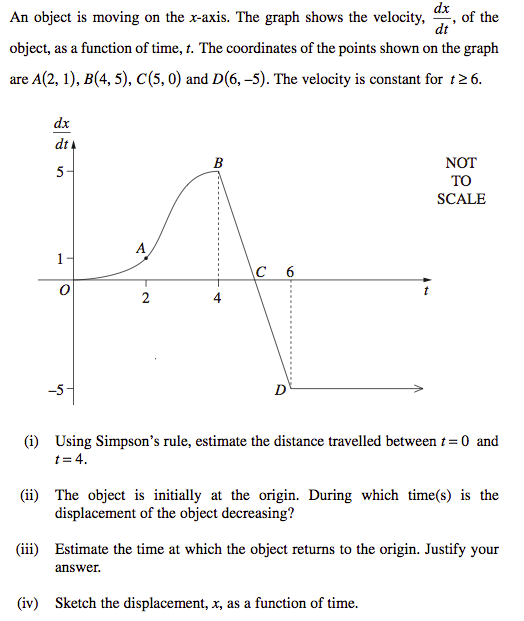 An object is moving on the x-axis. The graph shows the velocity, dx/dt, of the
object, as a function of time, t. The coordinates of the points shown on the graph
are A(2, 1), B(4, 5), C(5, 0) and D(6, –5). The velocity is constant for t ≥ 6.
dx
dt
5
B
NOT
TO
SCALE
A
1
C
6
O
2
4
t
–5
D
(i) Using Simpson's rule, estimate the distance travelled between t = 0 and
t = 4.
(ii) The object is initially at the origin. During which time(s) is the
displacement of the object decreasing?
(iii) Estimate the time at which the object returns to the origin. Justify your
answer.
(iv) Sketch the displacement, x, as a function of time.